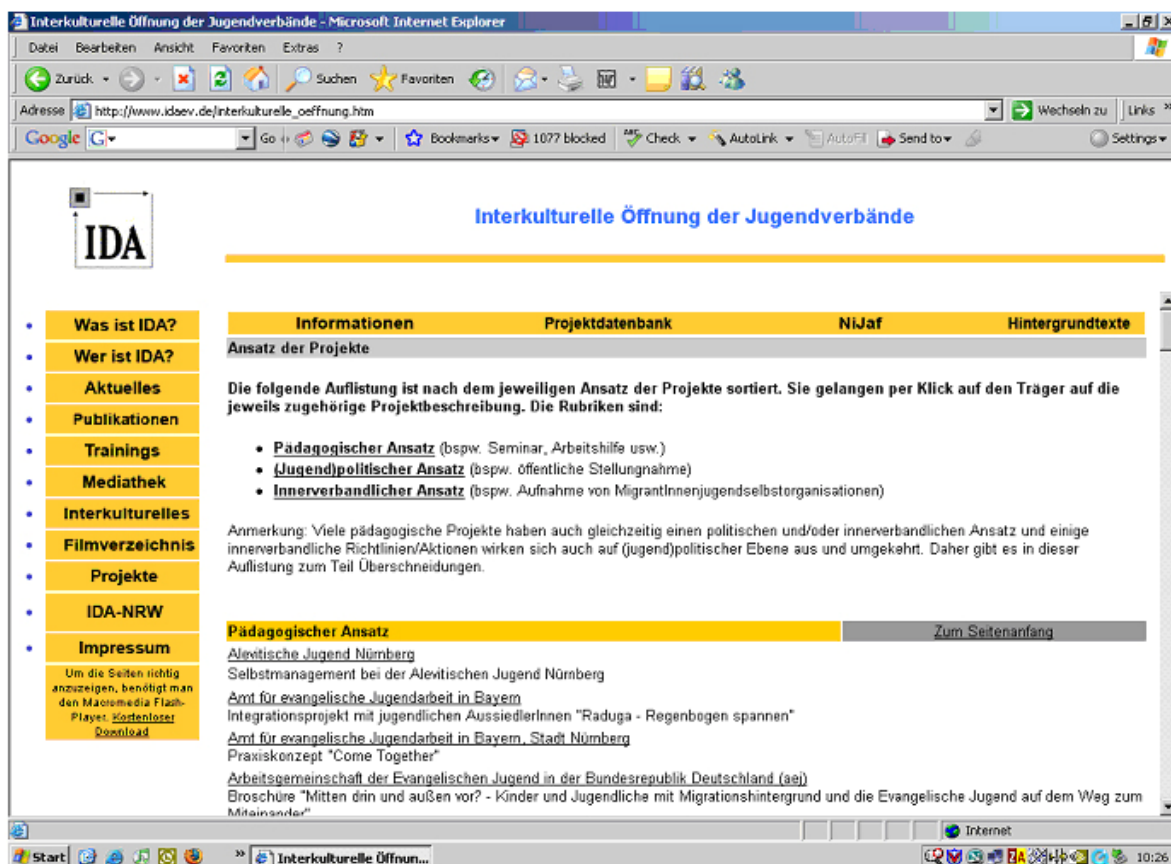 Interkulturelle Öffnung der Jugendverbände - Microsoft Internet Explorer
Datei Bearbeiten Ansicht Favoriten Extras ?
Zurück Suchen Favoriten
Adresse http://www.idaev.de/interkulturelle_oeffnung.htm Wechseln zu Links »
Google G Go Bookmarks 1077 blocked Check AutoLink AutoFill Send to Settings
IDA
Interkulturelle Öffnung der Jugendverbände
Was ist IDA?
Wer ist IDA?
Aktuelles
Publikationen
Trainings
Mediathek
Interkulturelles
Filmverzeichnis
Projekte
IDA-NRW
Impressum
Um die Seiten richtig
anzuzeigen, benötigt man
den Macromedia Flash-
Player. Kostenloser
Download
Informationen Projektdatenbank NiJaf Hintergrundtexte
Ansatz der Projekte
Die folgende Auflistung ist nach dem jeweiligen Ansatz der Projekte sortiert. Sie gelangen per Klick auf den Träger auf die
jeweils zugehörige Projektbeschreibung. Die Rubriken sind:
• Pädagogischer Ansatz (bspw. Seminar, Arbeitshilfe usw.)
• (Jugend)politischer Ansatz (bspw. öffentliche Stellungnahme)
• Innerverbandlicher Ansatz (bspw. Aufnahme von MigrantInnenjugendselbstorganisationen)
Anmerkung: Viele pädagogische Projekte haben auch gleichzeitig einen politischen und/oder innerverbandlichen Ansatz und einige
innerverbandliche Richtlinien/Aktionen wirken sich auch auf (jugend)politischer Ebene aus und umgekehrt. Daher gibt es in dieser
Auflistung zum Teil Überschneidungen.
Pädagogischer Ansatz Zum Seitenanfang
Alevitische Jugend Nürnberg
Selbstmanagement bei der Alevitischen Jugend Nürnberg
Amt für evangelische Jugendarbeit in Bayern
Integrationsprojekt mit jugendlichen AussiedlerInnen "Raduga - Regenbogen spannen"
Amt für evangelische Jugendarbeit in Bayern, Stadt Nürnberg
Praxiskonzept "Come Together"
Arbeitsgemeinschaft der Evangelischen Jugend in der Bundesrepublik Deutschland (aej)
Broschüre "Mitten drin und außen vor? - Kinder und Jugendliche mit Migrationshintergrund und die Evangelische Jugend auf dem Weg zum
Miteinander"
Internet
Start » Interkulturelle Öffnun... 10:26